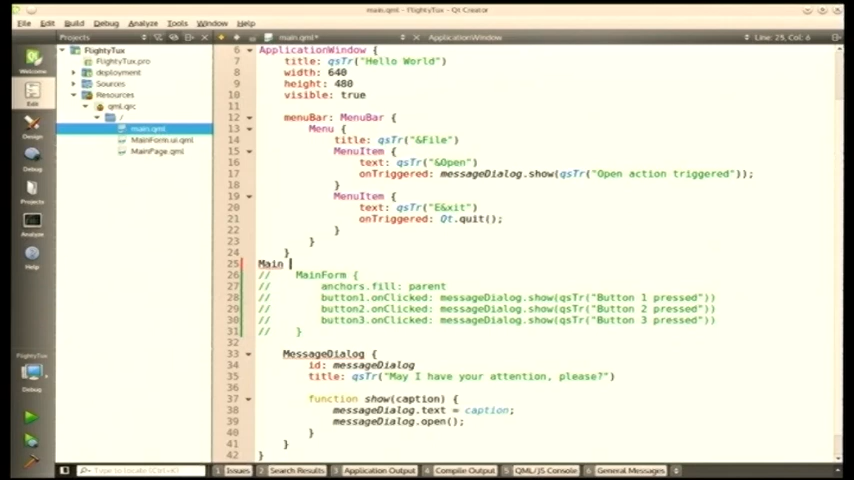 main.qml - FlightyTux - Qt Creator
File Edit Build Debug Analyze Tools Window Help
Projects main.qml* ApplicationWindow Line: 25, Col: 6
FlightyTux
FlightyTux.pro
deployment
Sources
Resources
qml.qrc
/
main.qml
MainForm.ui.qml
MainPage.qml
Welcome
Edit
Design
Debug
Projects
Analyze
Help
FlightyTux
Debug
6 ApplicationWindow {
7 title: qsTr("Hello World")
8 width: 640
9 height: 480
10 visible: true
11
12 menuBar: MenuBar {
13 Menu {
14 title: qsTr("&File")
15 MenuItem {
16 text: qsTr("&Open")
17 onTriggered: messageDialog.show(qsTr("Open action triggered"));
18 }
19 MenuItem {
20 text: qsTr("E&xit")
21 onTriggered: Qt.quit();
22 }
23 }
24 }
25 Main
26 // MainForm {
27 // anchors.fill: parent
28 // button1.onClicked: messageDialog.show(qsTr("Button 1 pressed"))
29 // button2.onClicked: messageDialog.show(qsTr("Button 2 pressed"))
30 // button3.onClicked: messageDialog.show(qsTr("Button 3 pressed"))
31 // }
32
33 MessageDialog {
34 id: messageDialog
35 title: qsTr("May I have your attention, please?")
36
37 function show(caption) {
38 messageDialog.text = caption;
39 messageDialog.open();
40 }
41 }
42 }
Type to locate (Ctrl+K) 1 Issues 2 Search Results 3 Application Output 4 Compile Output 5 QML/JS Console 6 General Messages